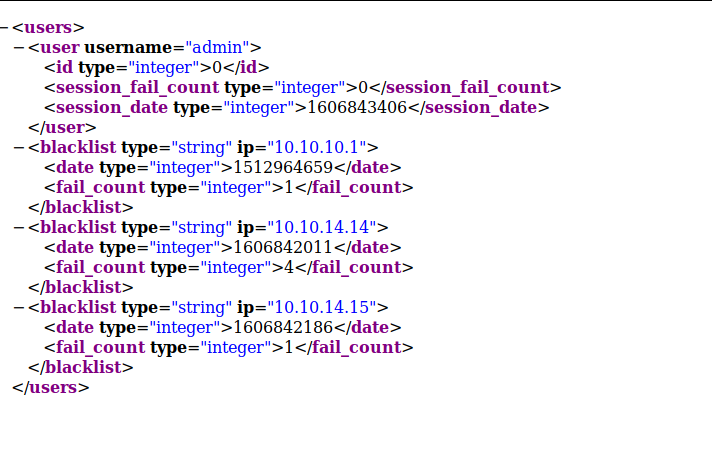 −<users>
−<user username="admin">
<id type="integer">0</id>
<session_fail_count type="integer">0</session_fail_count>
<session_date type="integer">1606843406</session_date>
</user>
−<blacklist type="string" ip="10.10.10.1">
<date type="integer">1512964659</date>
<fail_count type="integer">1</fail_count>
</blacklist>
−<blacklist type="string" ip="10.10.14.14">
<date type="integer">1606842011</date>
<fail_count type="integer">4</fail_count>
</blacklist>
−<blacklist type="string" ip="10.10.14.15">
<date type="integer">1606842186</date>
<fail_count type="integer">1</fail_count>
</blacklist>
</users>